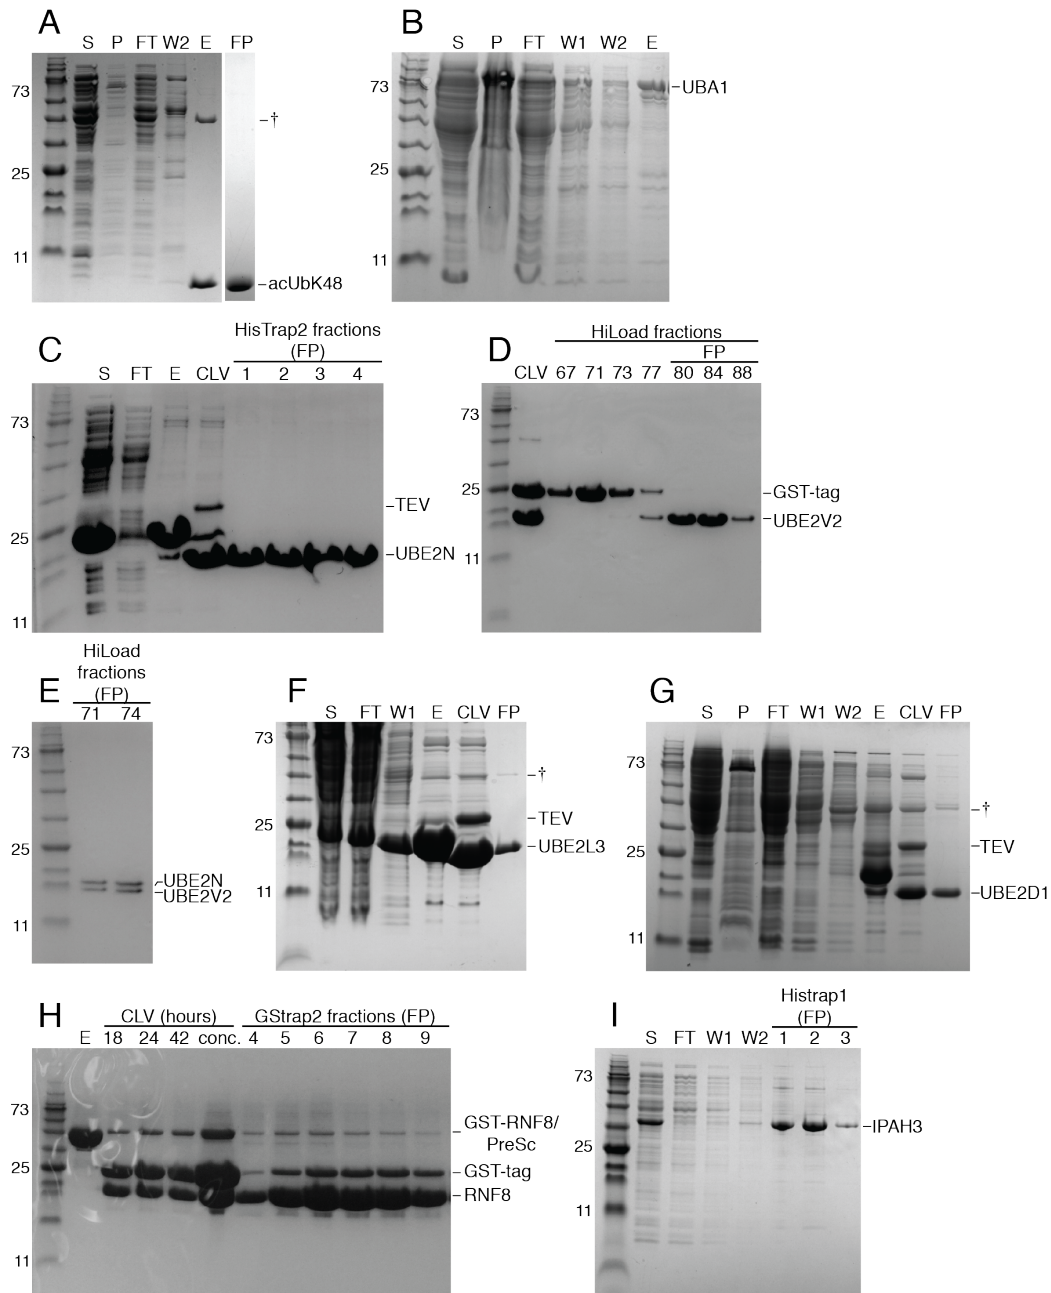 A
S P FT W2 E FP
73
25
11
–†
–acUbK48
B
S P FT W1 W2 E
73
25
11
–UBA1
C
HisTrap2 fractions
(FP)
S FT E CLV 1 2 3 4
73
25
11
–TEV
–UBE2N
D
HiLoad fractions
FP
CLV 67 71 73 77 80 84 88
73
25
11
–GST-tag
–UBE2V2
E
HiLoad
fractions
(FP)
71 74
73
25
11
UBE2N
UBE2V2
F
S FT W1 E CLV FP
73
25
11
–†
–TEV
–UBE2L3
G
S P FT W1 W2 E CLV FP
73
25
11
–†
–TEV
–UBE2D1
H
CLV (hours) GStrap2 fractions (FP)
E 18 24 42 conc. 4 5 6 7 8 9
73
25
11
GST-RNF8/
PreSc
–GST-tag
–RNF8
I
Histrap1
(FP)
S FT W1 W2 1 2 3
73
25
11
–IPAH3